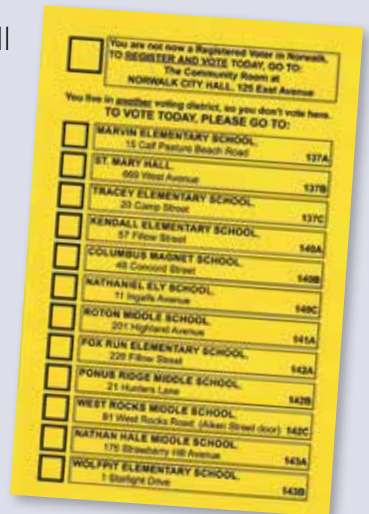 ll
You are not now a Registered Voter in Norwalk.
TO REGISTER AND VOTE TODAY, GO TO:
The Community Room at
NORWALK CITY HALL, 125 East Avenue
You live in another voting district, so you don't vote here.
TO VOTE TODAY, PLEASE GO TO:
MARVIN ELEMENTARY SCHOOL,
15 Calf Pasture Beach Road 137A
ST. MARY HALL,
669 West Avenue 137B
TRACEY ELEMENTARY SCHOOL,
20 Camp Street 137C
KENDALL ELEMENTARY SCHOOL,
57 Fillow Street 140A
COLUMBUS MAGNET SCHOOL,
46 Concord Street 140B
NATHANIEL ELY SCHOOL,
11 Ingalls Avenue 140C
ROTON MIDDLE SCHOOL,
201 Highland Avenue 141A
FOX RUN ELEMENTARY SCHOOL,
228 Fillow Street 142A
PONUS RIDGE MIDDLE SCHOOL,
21 Hunters Lane 142B
WEST ROCKS MIDDLE SCHOOL,
81 West Rocks Road, (Aiken Street door) 142C
NATHAN HALE MIDDLE SCHOOL,
176 Strawberry Hill Avenue 143A
WOLFPIT ELEMENTARY SCHOOL,
1 Starlight Drive 143B